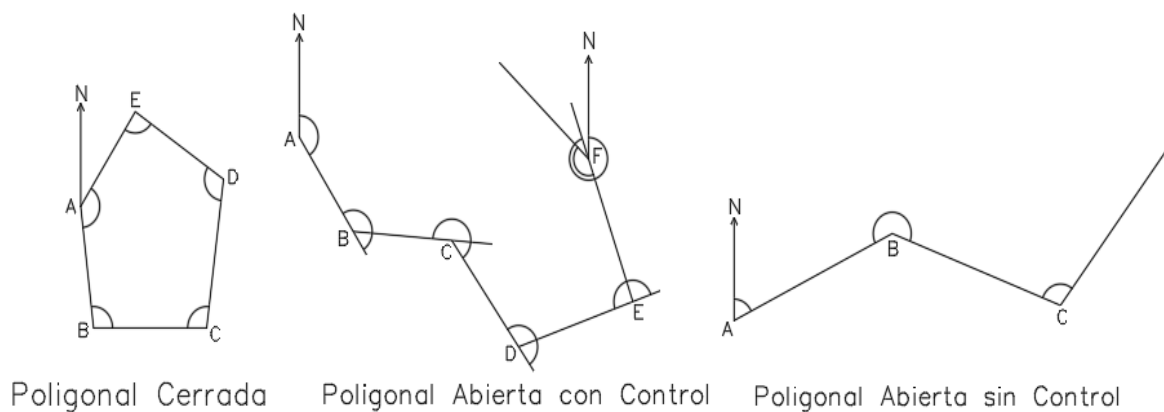 N
E
D
A
B
C
Poligonal Cerrada
N
A
B
C
D
E
F
N
Poligonal Abierta con Control
N
A
B
C
Poligonal Abierta sin Control